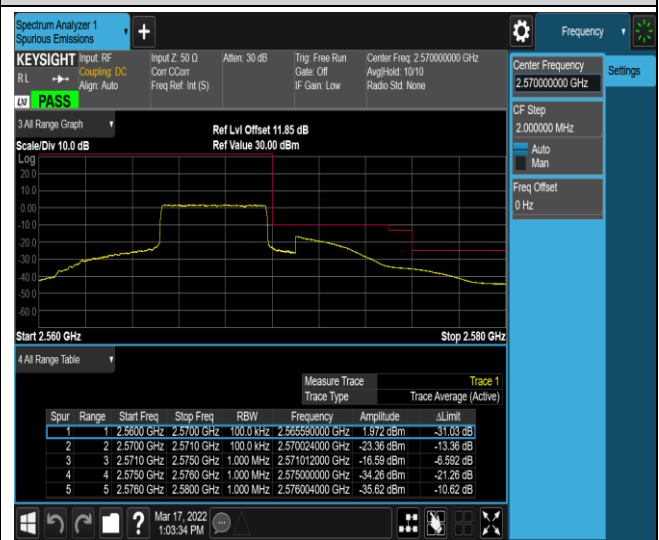 Spectrum Analyzer 1
Spurious Emissions
+
Frequency
KEYSIGHT Input: RF Input Z: 50 Ω Atten: 30 dB Trig: Free Run Center Freq: 2.570000000 GHz
RL Coupling: DC Corr CCorr Gate: Off Avg|Hold: 10/10
Align: Auto Freq Ref: Int (S) IF Gain: Low Radio Std: None
LXI PASS
Center Frequency
2.570000000 GHz
Settings
CF Step
2.000000 MHz
Auto
Man
Freq Offset
0 Hz
3 All Range Graph
Ref Lvl Offset 11.85 dB
Scale/Div 10.0 dB Ref Value 30.00 dBm
Log
20.0
10.0
0.00
-10.0
-20.0
-30.0
-40.0
-50.0
-60.0
Start 2.560 GHz Stop 2.580 GHz
4 All Range Table
Measure Trace Trace 1
Trace Type Trace Average (Active)
Spur Range Start Freq Stop Freq RBW Frequency Amplitude ΔLimit
1 1 2.5600 GHz 2.5700 GHz 100.0 kHz 2.565590000 GHz 1.972 dBm -31.03 dB
2 2 2.5700 GHz 2.5710 GHz 100.0 kHz 2.570024000 GHz -23.36 dBm -13.36 dB
3 3 2.5710 GHz 2.5750 GHz 1.000 MHz 2.571012000 GHz -16.59 dBm -6.592 dB
4 4 2.5750 GHz 2.5760 GHz 1.000 MHz 2.575004000 GHz -34.26 dBm -21.26 dB
5 5 2.5760 GHz 2.5800 GHz 1.000 MHz 2.576004000 GHz -35.62 dBm -10.62 dB
?
Mar 17, 2022
1:03:34 PM